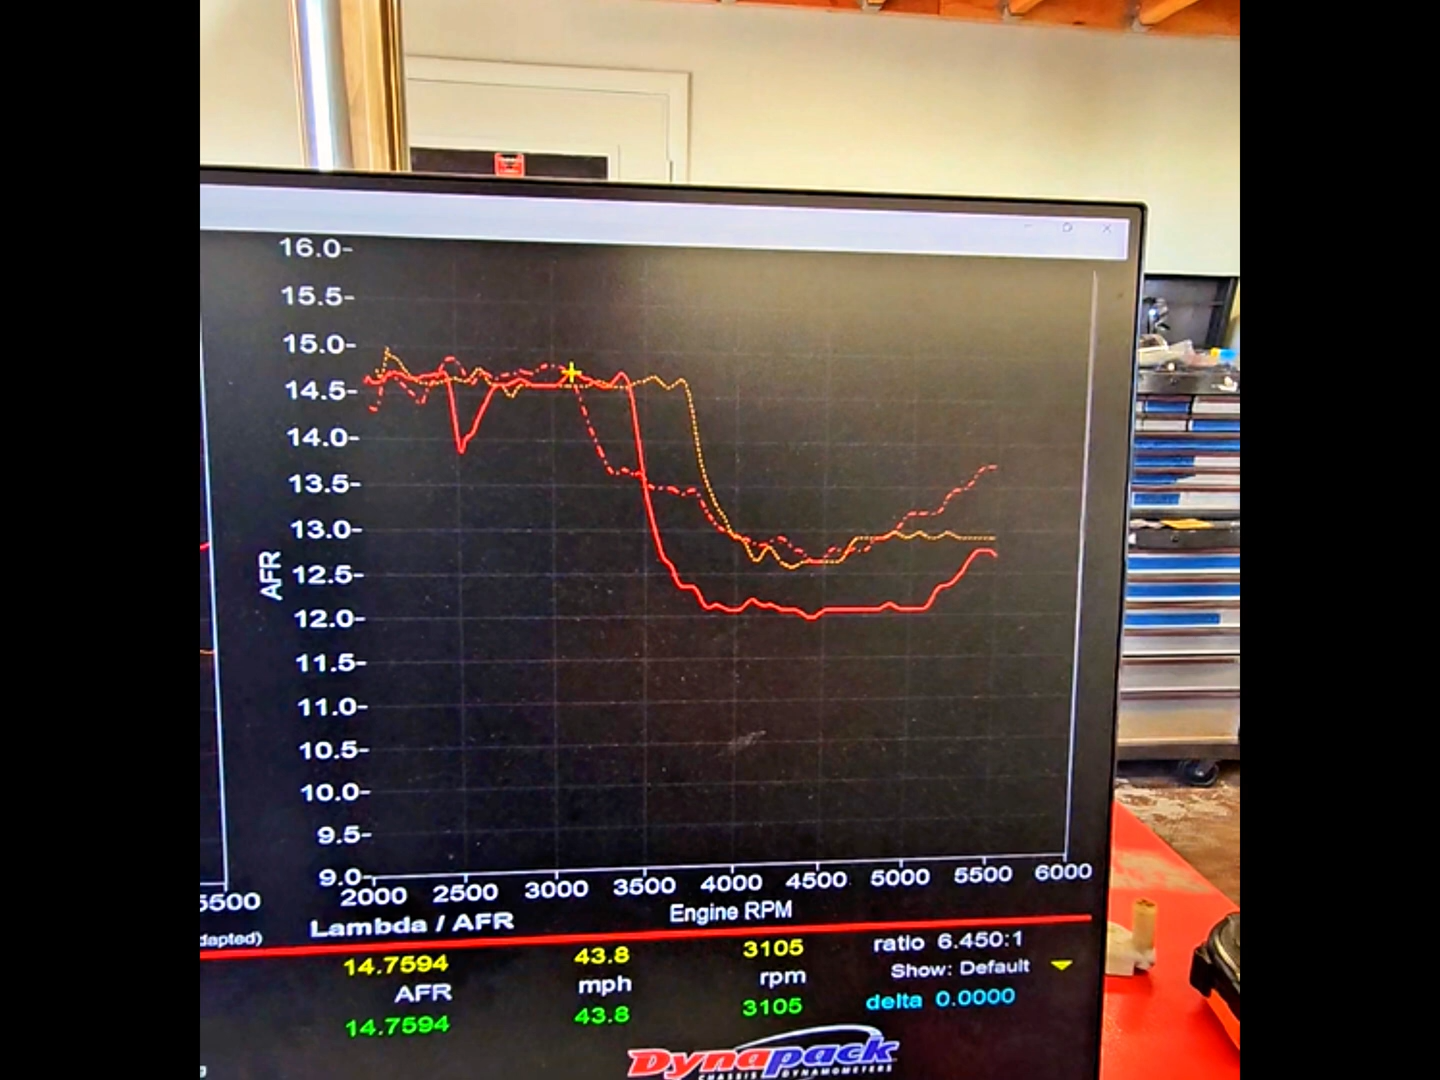 16.0-
15.5-
15.0-
14.5-
14.0-
13.5-
13.0-
12.5-
12.0-
11.5-
11.0-
10.5-
10.0-
9.5-
9.0-
AFR
2000 2500 3000 3500 4000 4500 5000 5500 6000
5500
Engine RPM
dapted)
Lambda / AFR
14.7594 43.8 3105 ratio 6.450:1
AFR mph rpm Show: Default
14.7594 43.8 3105 delta 0.0000
Dynapack
CHASSIS DYNAMOMETERS